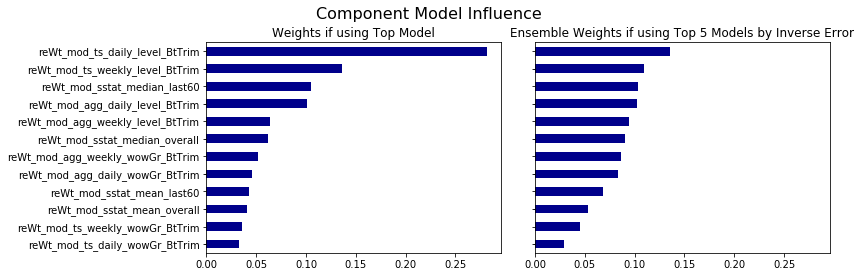 Component Model Influence
Weights if using Top Model
Ensemble Weights if using Top 5 Models by Inverse Error
reWt_mod_ts_daily_level_BtTrim
reWt_mod_ts_weekly_level_BtTrim
reWt_mod_sstat_median_last60
reWt_mod_agg_daily_level_BtTrim
reWt_mod_agg_weekly_level_BtTrim
reWt_mod_sstat_median_overall
reWt_mod_agg_weekly_wowGr_BtTrim
reWt_mod_agg_daily_wowGr_BtTrim
reWt_mod_sstat_mean_last60
reWt_mod_sstat_mean_overall
reWt_mod_ts_weekly_wowGr_BtTrim
reWt_mod_ts_daily_wowGr_BtTrim
0.00 0.05 0.10 0.15 0.20 0.25
0.00 0.05 0.10 0.15 0.20 0.25